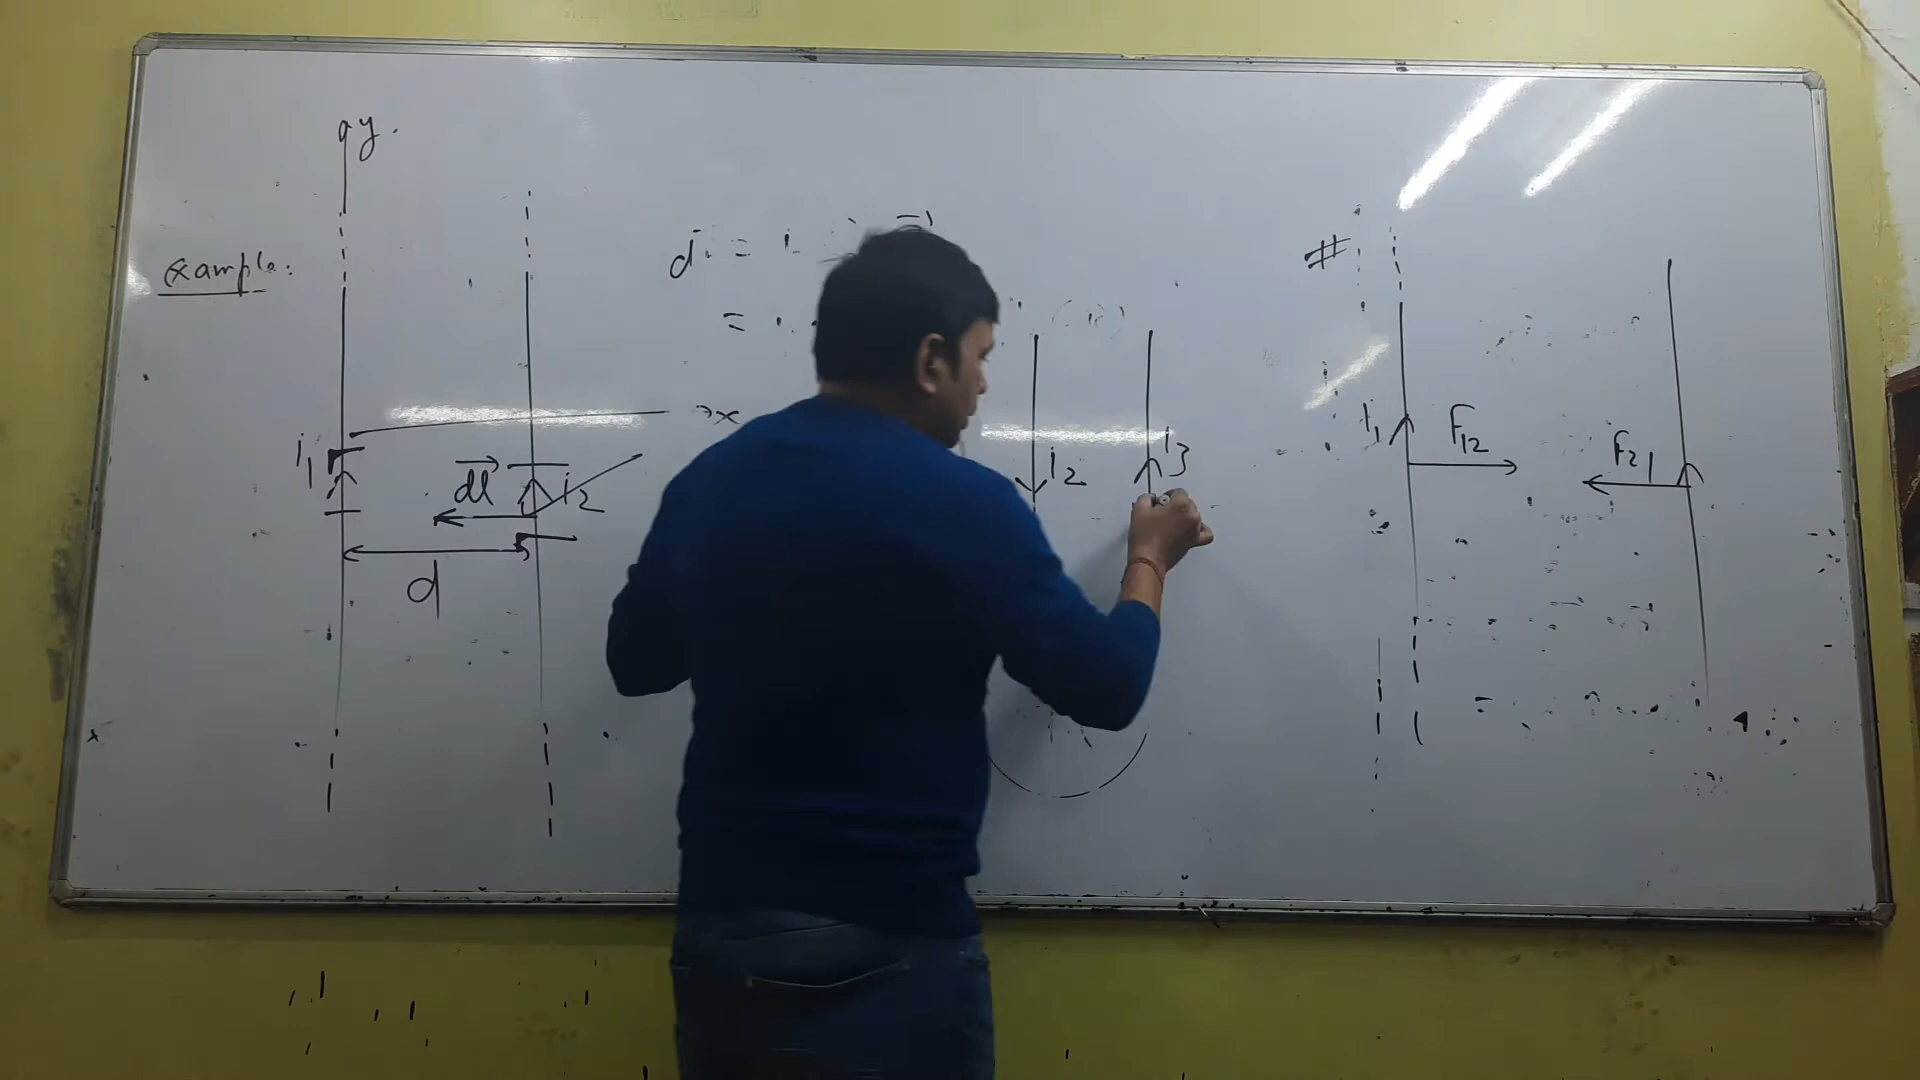 y.
Example:
d
=
=
#
x
i1
dl
i2
d
i2
i3
I1
F12
F21